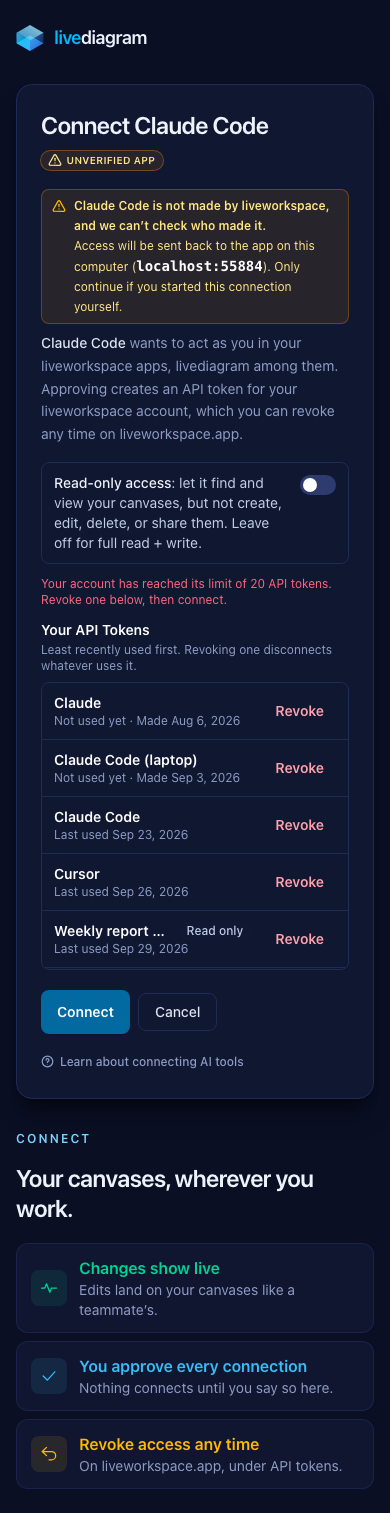 livediagram
Connect Claude Code
UNVERIFIED APP
Claude Code is not made by liveworkspace,
and we can't check who made it.
Access will be sent back to the app on this
computer (localhost:55884). Only
continue if you started this connection
yourself.
Claude Code wants to act as you in your
liveworkspace apps, livediagram among them.
Approving creates an API token for your
liveworkspace account, which you can revoke
any time on liveworkspace.app.
Read-only access: let it find and
view your canvases, but not create,
edit, delete, or share them. Leave
off for full read + write.
Your account has reached its limit of 20 API tokens.
Revoke one below, then connect.
Your API Tokens
Least recently used first. Revoking one disconnects
whatever uses it.
Claude
Not used yet · Made Aug 6, 2026
Revoke
Claude Code (laptop)
Not used yet · Made Sep 3, 2026
Revoke
Claude Code
Last used Sep 23, 2026
Revoke
Cursor
Last used Sep 26, 2026
Revoke
Weekly report ... Read only
Last used Sep 29, 2026
Revoke
Connect Cancel
Learn about connecting AI tools
CONNECT
Your canvases, wherever you
work.
Changes show live
Edits land on your canvases like a
teammate's.
You approve every connection
Nothing connects until you say so here.
Revoke access any time
On liveworkspace.app, under API tokens.